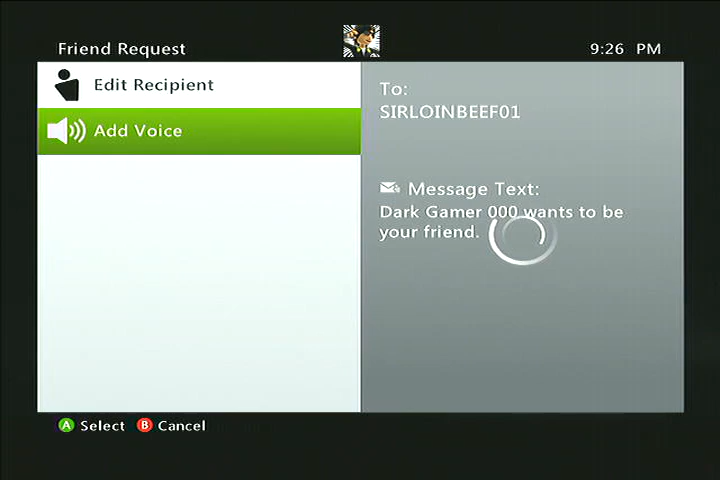 Friend Request
9:26 PM
Edit Recipient
Add Voice
To:
SIRLOINBEEF01
Message Text:
Dark Gamer 000 wants to be
your friend.
A Select B Cancel